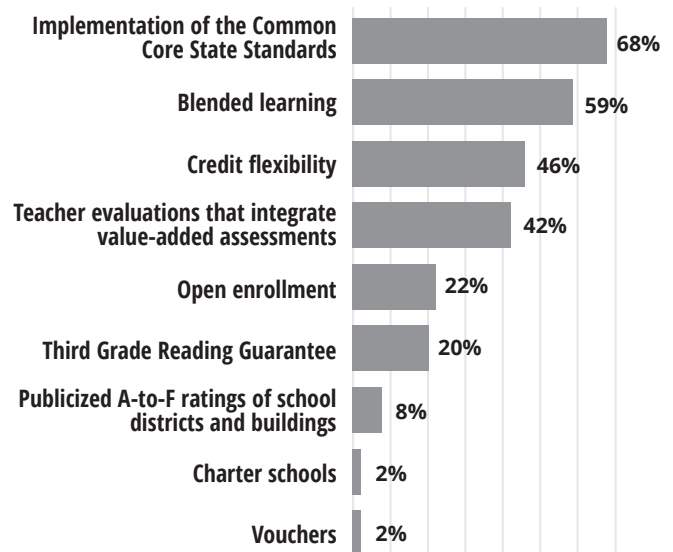 Implementation of the Common
Core State Standards
68%
Blended learning
59%
Credit flexibility
46%
Teacher evaluations that integrate
value-added assessments
42%
Open enrollment
22%
Third Grade Reading Guarantee
20%
Publicized A-to-F ratings of school
districts and buildings
8%
Charter schools
2%
Vouchers
2%